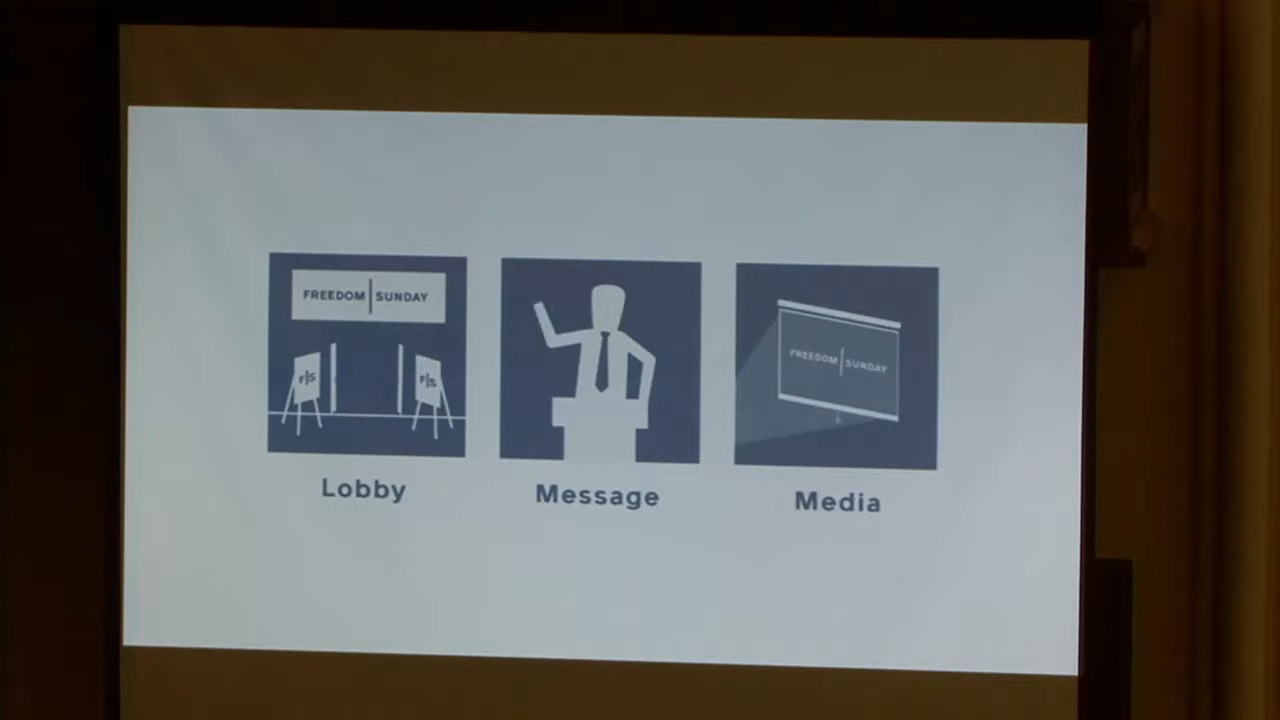 FREEDOM | SUNDAY
F|S
F|S
Lobby
Message
FREEDOM | SUNDAY
Media